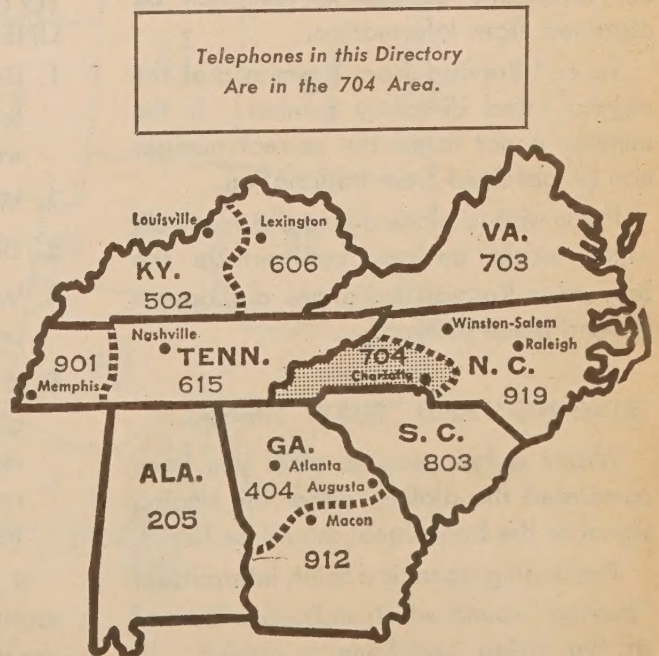 Telephones in this Directory
Are in the 704 Area.
Louisville
Lexington
KY.
606
502
VA.
703
Nashville
Winston-Salem
901
TENN.
704
Raleigh
Memphis
615
Charlotte
N. C.
919
GA.
S. C.
Atlanta
803
ALA.
404
Augusta
205
Macon
912